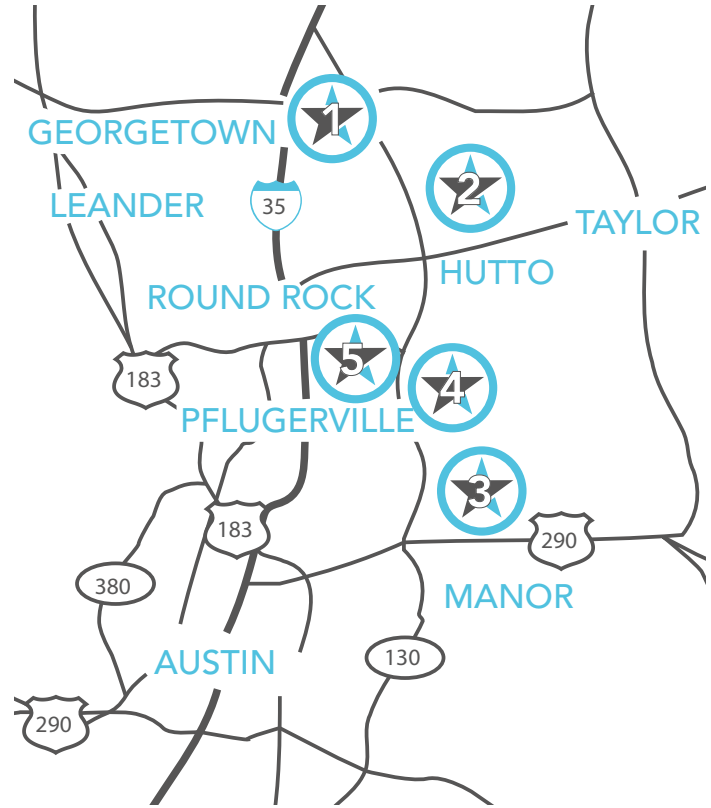 1
GEORGETOWN
2
LEANDER
35
TAYLOR
HUTTO
ROUND ROCK
5
183
4
PFLUGERVILLE
3
183
290
380
MANOR
130
AUSTIN
290